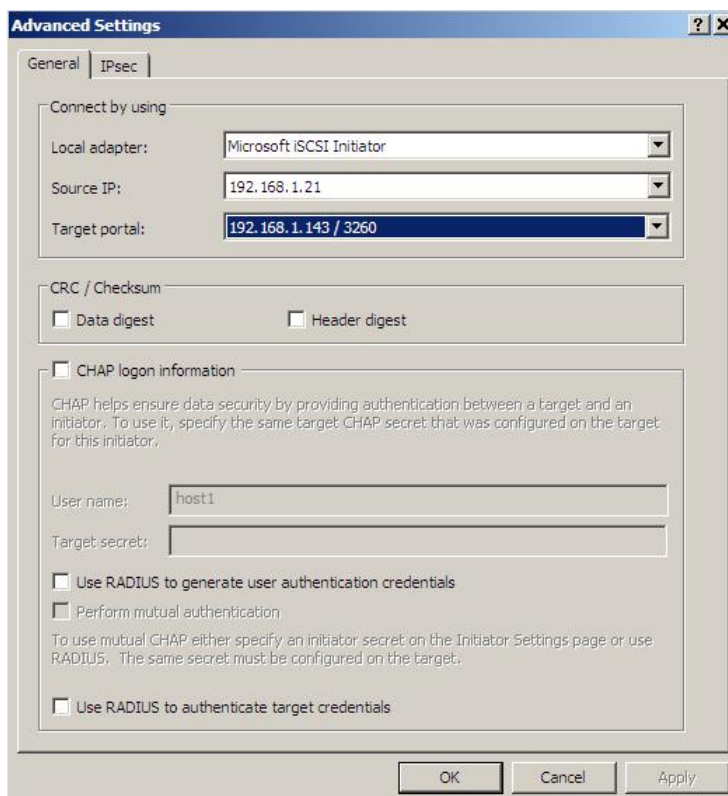 Advanced Settings
General IPsec
Connect by using
Local adapter: Microsoft iSCSI Initiator
Source IP: 192.168.1.21
Target portal: 192.168.1.143 / 3260
CRC / Checksum
Data digest Header digest
CHAP logon information
CHAP helps ensure data security by providing authentication between a target and an
initiator. To use it, specify the same target CHAP secret that was configured on the target
for this initiator.
User name: host1
Target secret:
Use RADIUS to generate user authentication credentials
Perform mutual authentication
To use mutual CHAP either specify an initiator secret on the Initiator Settings page or use
RADIUS. The same secret must be configured on the target.
Use RADIUS to authenticate target credentials
OK Cancel Apply